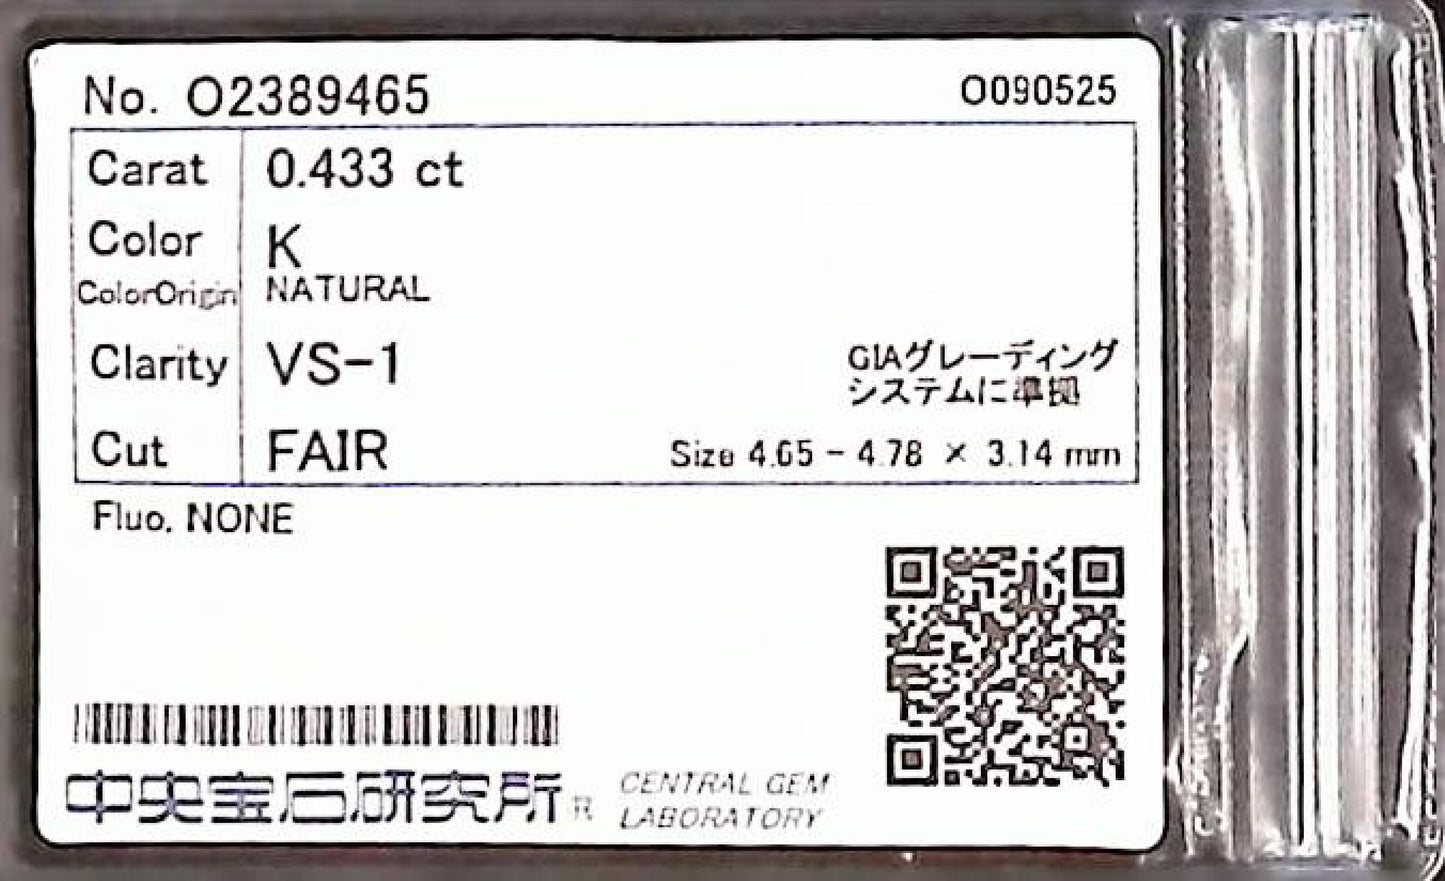 No. O2389465 O090525
Carat 0.433 ct
Color K
ColorOrigin NATURAL
Clarity VS-1
GIAグレーディング
システムに準拠
Cut FAIR Size 4.65 - 4.78 × 3.14 mm
Fluo. NONE
中央宝石研究所® CENTRAL GEM
LABORATORY